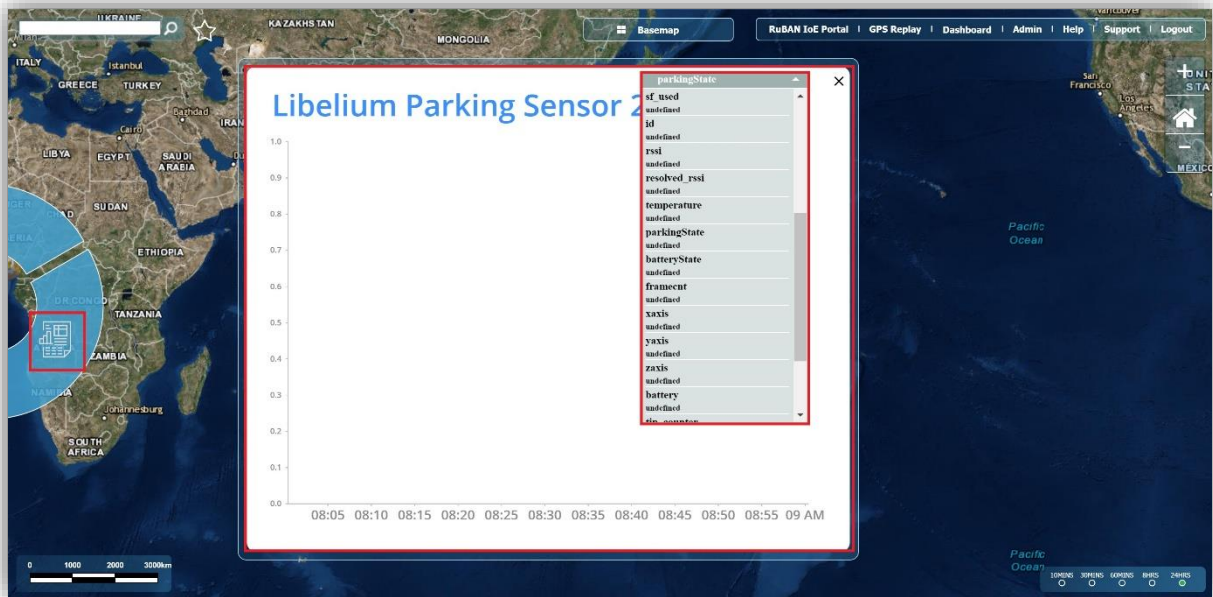 Basemap
RuBAN IoE Portal | GPS Replay | Dashboard | Admin | Help | Support | Logout
UKRAINE
KAZAKHSTAN
MONGOLIA
ITALY
Istanbul
GREECE
TURKEY
Baghdad
IRAN
Cairo
LIBYA
EGYPT
SAUDI
ARABIA
SUDAN
ETHIOPIA
DR CONGO
TANZANIA
ZAMBIA
NAMIBIA
Johannesburg
SOUTH
AFRICA
Libelium Parking Sensor
parkingState
sf_used
undefined
id
undefined
rssi
undefined
resolved_rssi
undefined
temperature
undefined
parkingState
undefined
batteryState
undefined
framecnt
undefined
xaxis
undefined
yaxis
undefined
zaxis
undefined
battery
undefined
1.0
0.9
0.8
0.7
0.6
0.5
0.4
0.3
0.2
0.1
0.0
08:05 08:10 08:15 08:20 08:25 08:30 08:35 08:40 08:45 08:50 08:55 09 AM
Vancouver
San
Francisco
Los
Angeles
MEXICO
Pacific
Ocean
Pacific
Ocean
0 1000 2000 3000km
10MINS 30MINS 60MINS 8HRS 24HRS